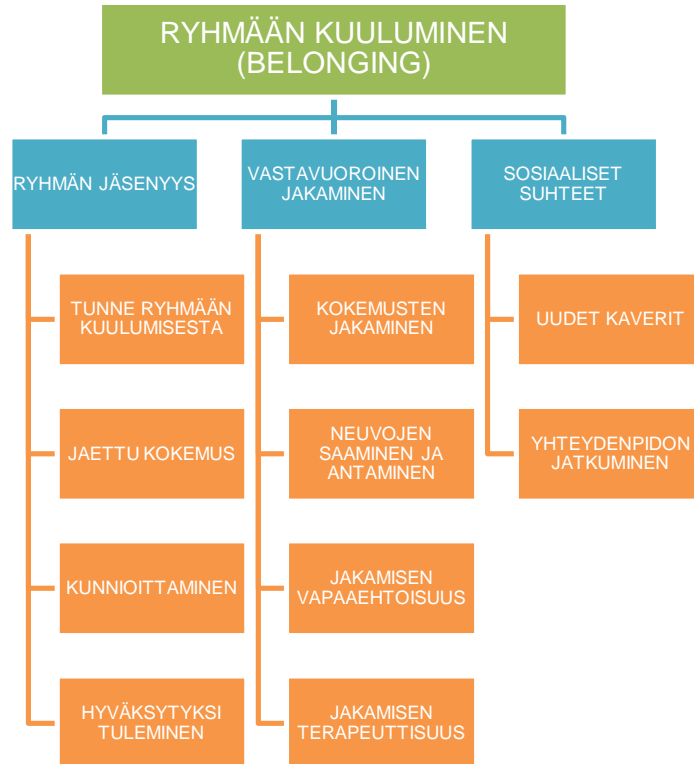 RYHMÄÄN KUULUMINEN
(BELONGING)
RYHMÄN JÄSENYYS
TUNNE RYHMÄÄN
KUULUMISESTA
JAETTU KOKEMUS
KUNNIOITTAMINEN
HYVÄKSYTYKSI
TULEMINEN
VASTAVUOROINEN
JAKAMINEN
KOKEMUSTEN
JAKAMINEN
NEUVOJEN
SAAMINEN JA
ANTAMINEN
JAKAMISEN
VAPAAEHTOISUUS
JAKAMISEN
TERAPEUTTISUUS
SOSIAALISET
SUHTEET
UUDET KAVERIT
YHTEYDENPIDON
JATKUMINEN